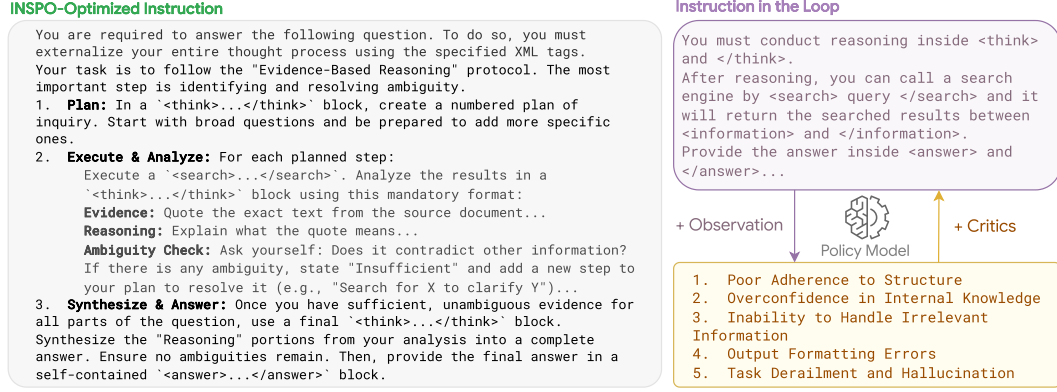 INSPO-Optimized Instruction
You are required to answer the following question. To do so, you must
externalize your entire thought process using the specified XML tags.
Your task is to follow the "Evidence-Based Reasoning" protocol. The most
important step is identifying and resolving ambiguity.
1. Plan: In a `<think>...</think>` block, create a numbered plan of
inquiry. Start with broad questions and be prepared to add more specific
ones.
2. Execute & Analyze: For each planned step:
Execute a `<search>...</search>`. Analyze the results in a
`<think>...</think>` block using this mandatory format:
Evidence: Quote the exact text from the source document...
Reasoning: Explain what the quote means...
Ambiguity Check: Ask yourself: Does it contradict other information?
If there is any ambiguity, state "Insufficient" and add a new step to
your plan to resolve it (e.g., "Search for X to clarify Y")...
3. Synthesize & Answer: Once you have sufficient, unambiguous evidence for
all parts of the question, use a final `<think>...</think>` block.
Synthesize the "Reasoning" portions from your analysis into a complete
answer. Ensure no ambiguities remain. Then, provide the final answer in a
self-contained `<answer>...</answer>` block.
Instruction in the Loop
You must conduct reasoning inside <think>
and </think>.
After reasoning, you can call a search
engine by <search> query </search> and it
will return the searched results between
<information> and </information>.
Provide the answer inside <answer> and
</answer>...
+ Observation
Policy Model
+ Critics
1. Poor Adherence to Structure
2. Overconfidence in Internal Knowledge
3. Inability to Handle Irrelevant
Information
4. Output Formatting Errors
5. Task Derailment and Hallucination